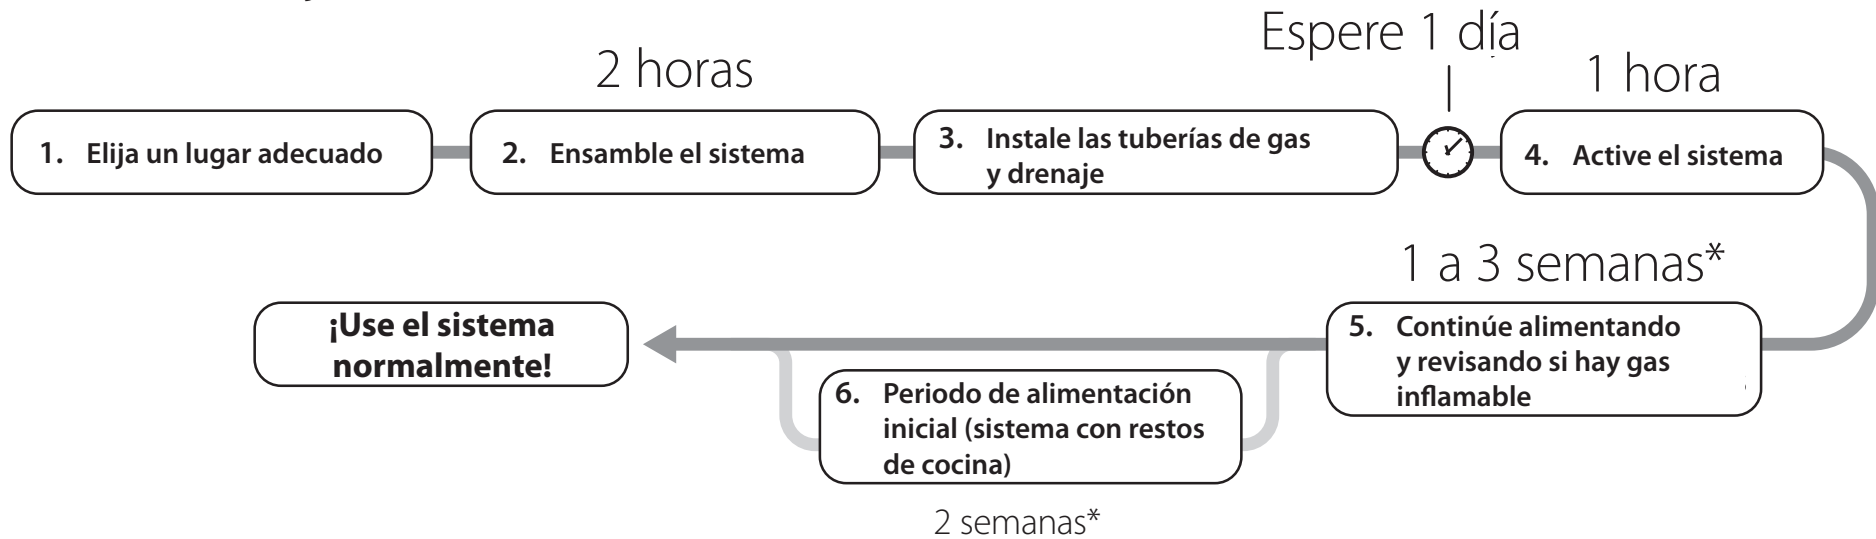 Espere 1 día
2 horas
1 hora
1. Elija un lugar adecuado
2. Ensamble el sistema
3. Instale las tuberías de gas
y drenaje
4. Active el sistema
1 a 3 semanas*
5. Continúe alimentando
y revisando si hay gas
inflamable
6. Periodo de alimentación
inicial (sistema con restos
de cocina)
2 semanas*
¡Use el sistema
normalmente!